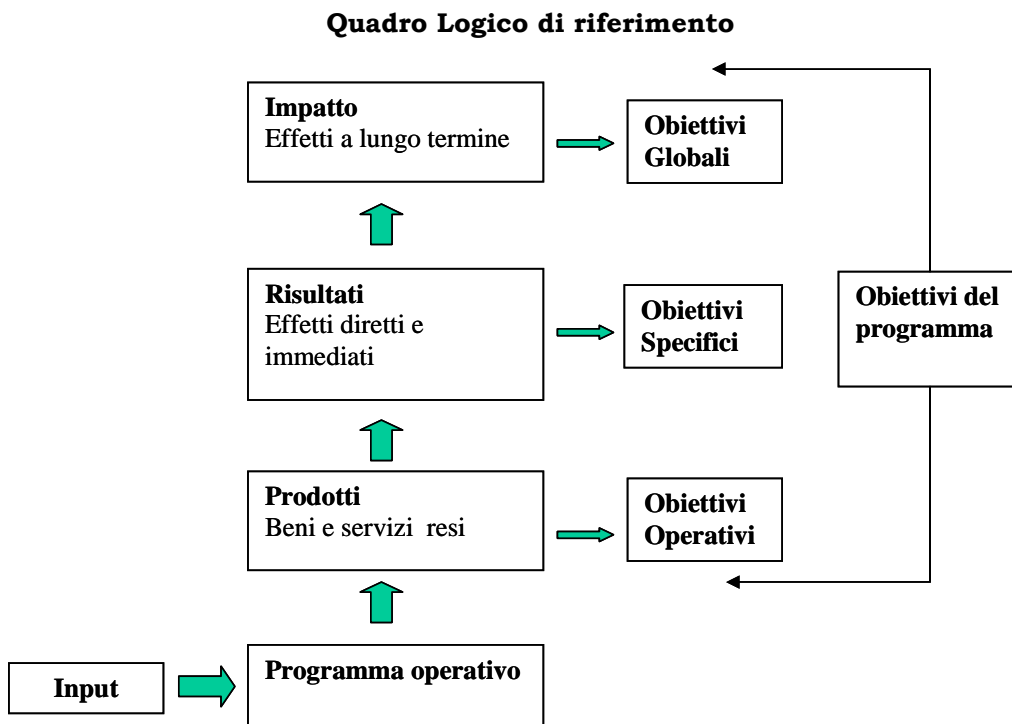 Quadro Logico di riferimento
Impatto
Effetti a lungo termine
Obiettivi
Globali
Risultati
Effetti diretti e
immediati
Obiettivi
Specifici
Obiettivi del
programma
Prodotti
Beni e servizi resi
Obiettivi
Operativi
Input
Programma operativo